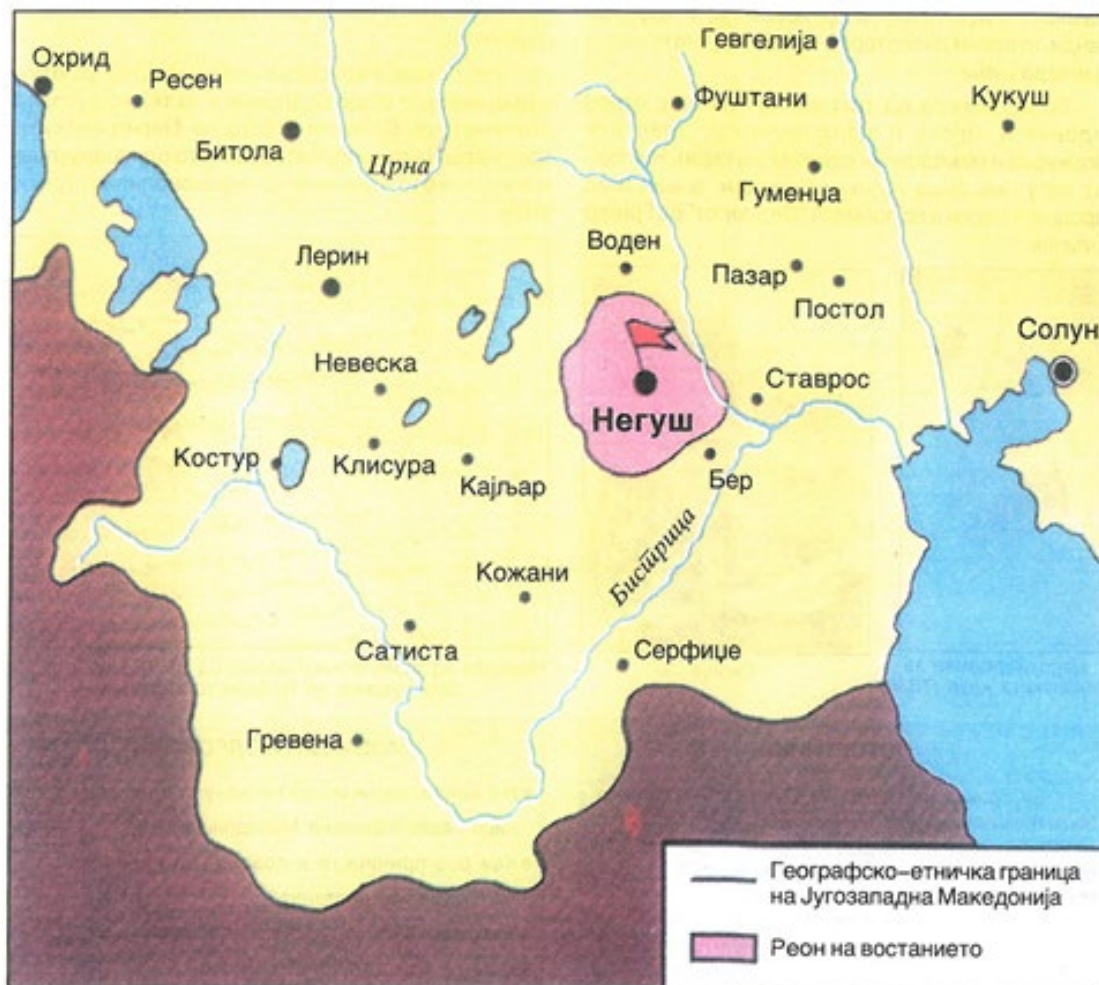 Гевгелија
Охрид
Ресен
Фуштани
Кукуш
Битола
Црна
Гуменџа
Воден
Лерин
Пазар
Постол
Солун
Невеска
Ставрос
Негуш
Костур
Клисура
Кајљар
Бер
Бистрица
Кожани
Сатиста
Серфиџе
Гревена
Географско–етничка граница
на Југозападна Македонија
Реон на востанието